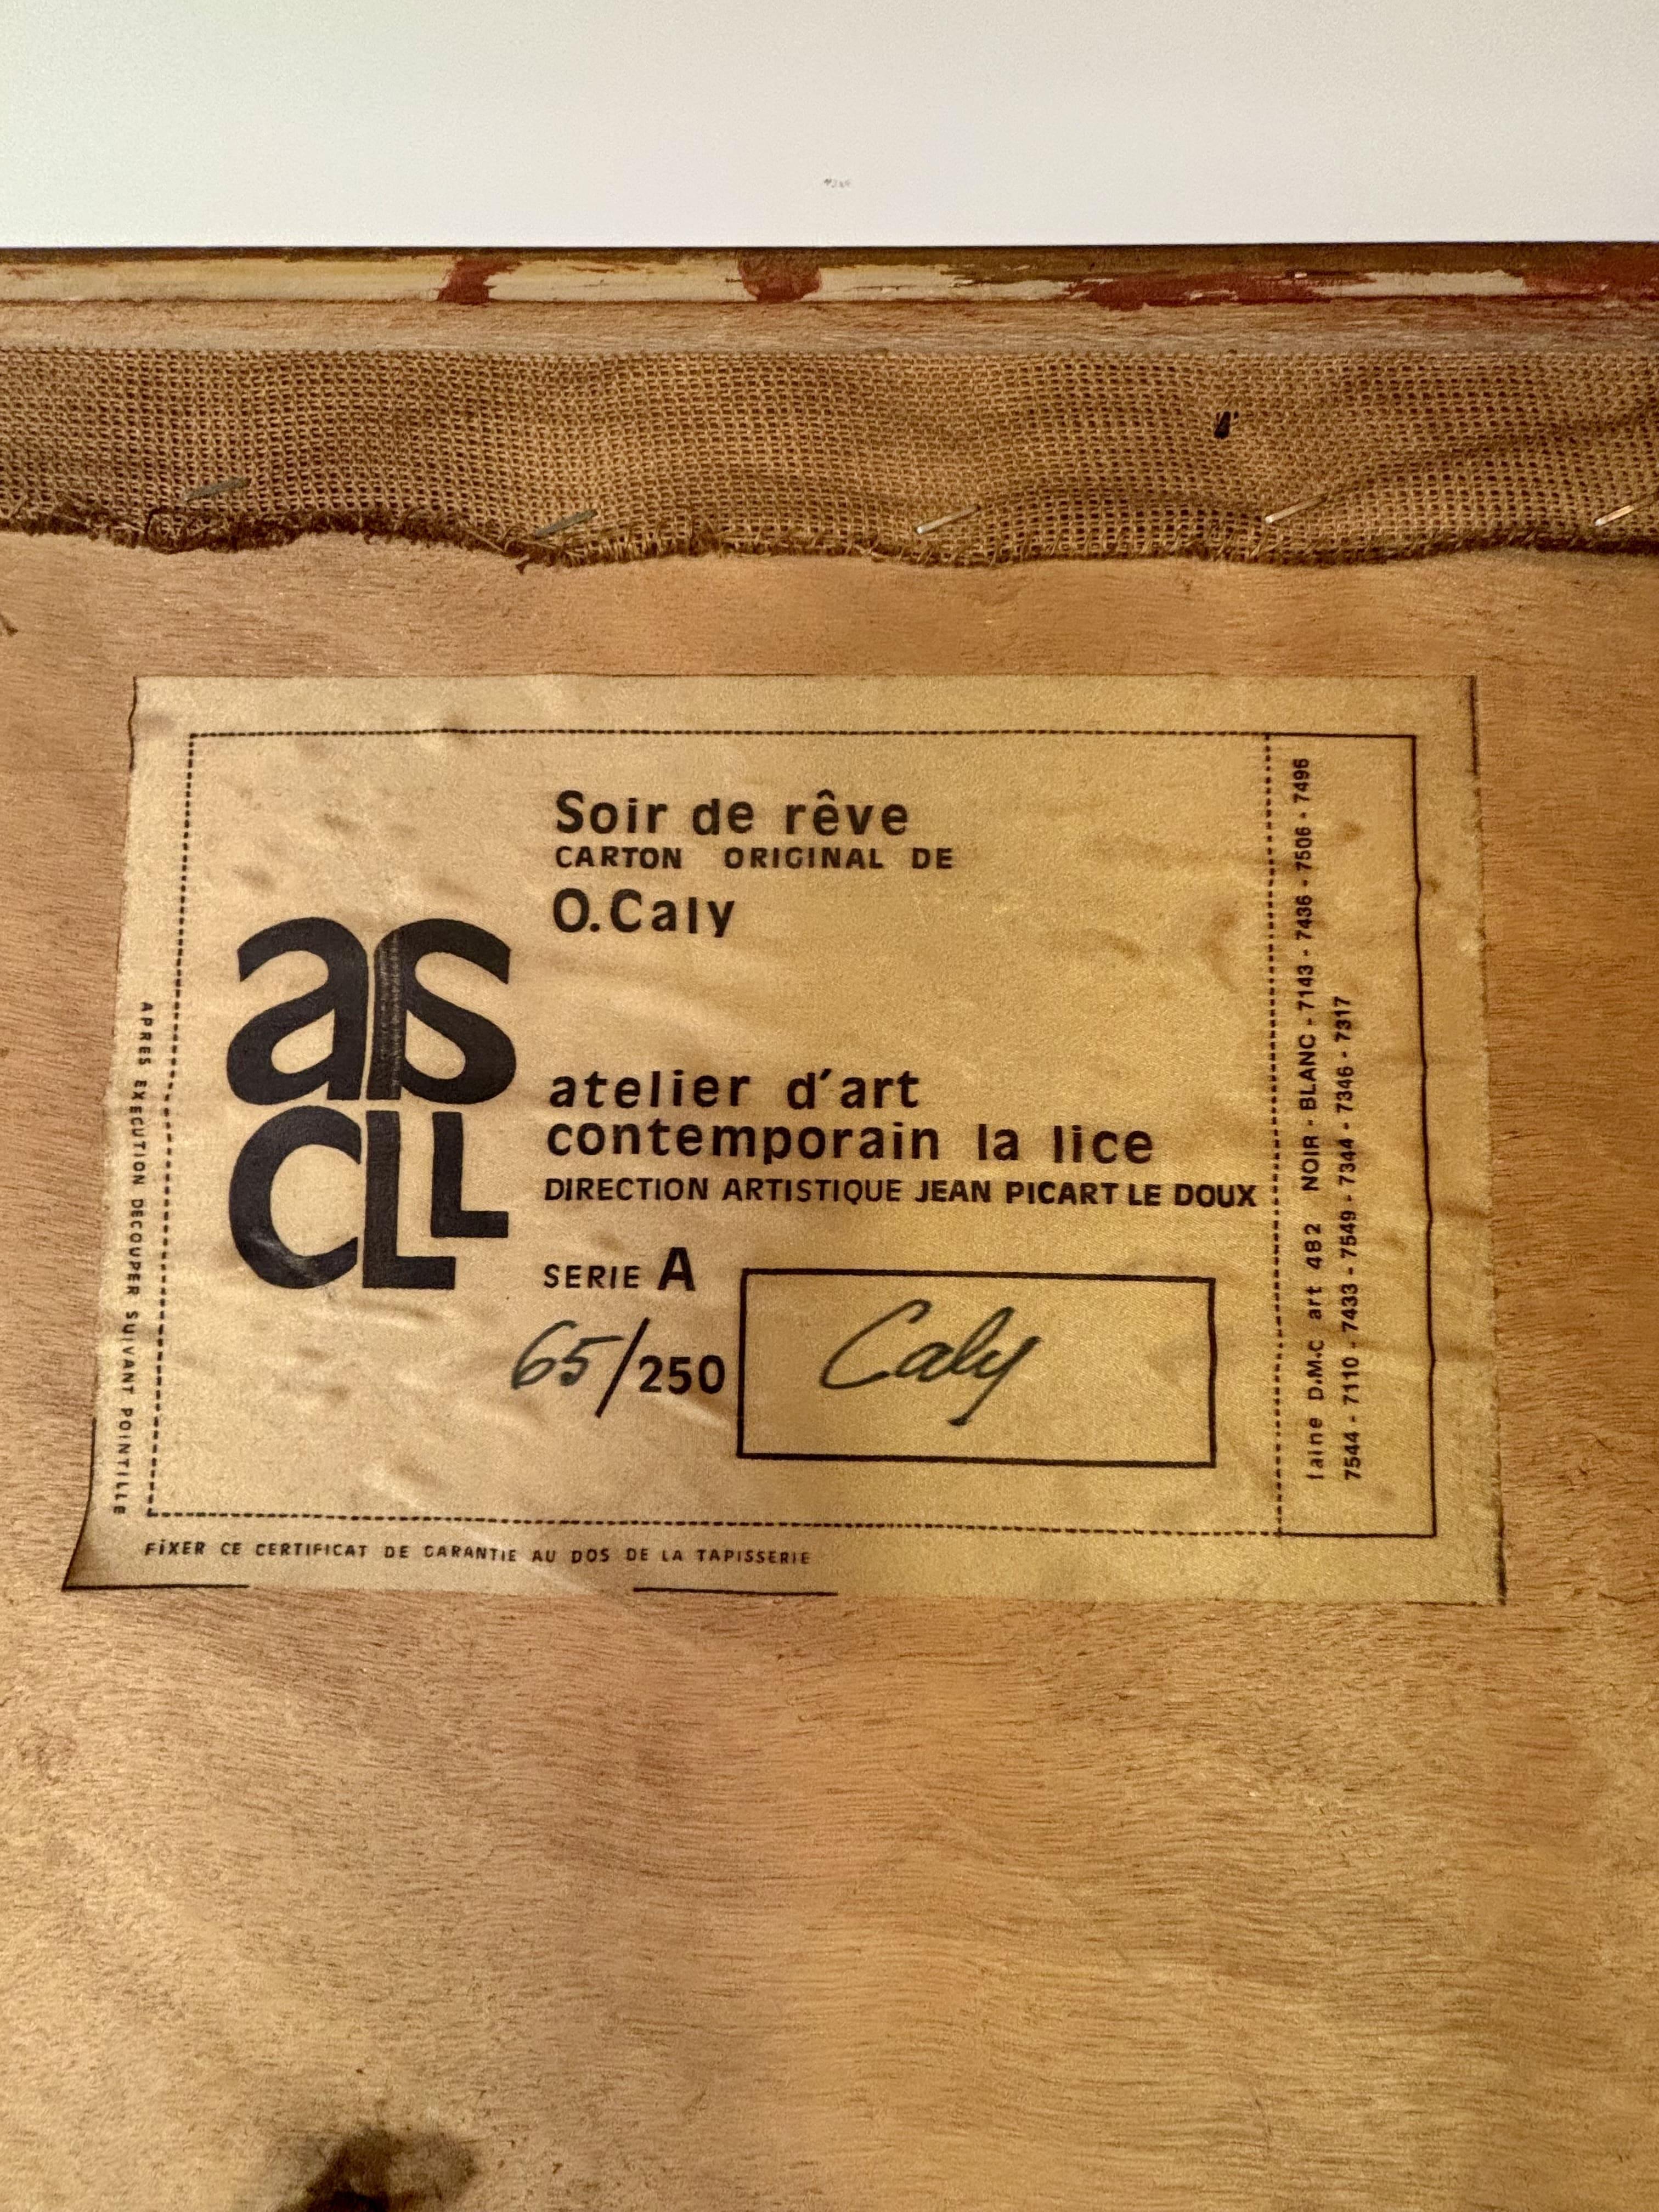 Soir de rêve
CARTON ORIGINAL DE
O.Caly
as
CLL
atelier d'art
contemporain la lice
DIRECTION ARTISTIQUE JEAN PICART LE DOUX
SERIE A
65/250
Caly
laine D.M.C art 482 NOIR - BLANC - 7143 - 7436 - 7506 - 7496
7544 - 7110 - 7433 - 7549 - 7344 - 7346 - 7317
APRES EXECUTION DECOUPER SUIVANT POINTILLE
FiXER CE CERTIFICAT DE GARANTIE AU DOS DE LA TAPISSERIE